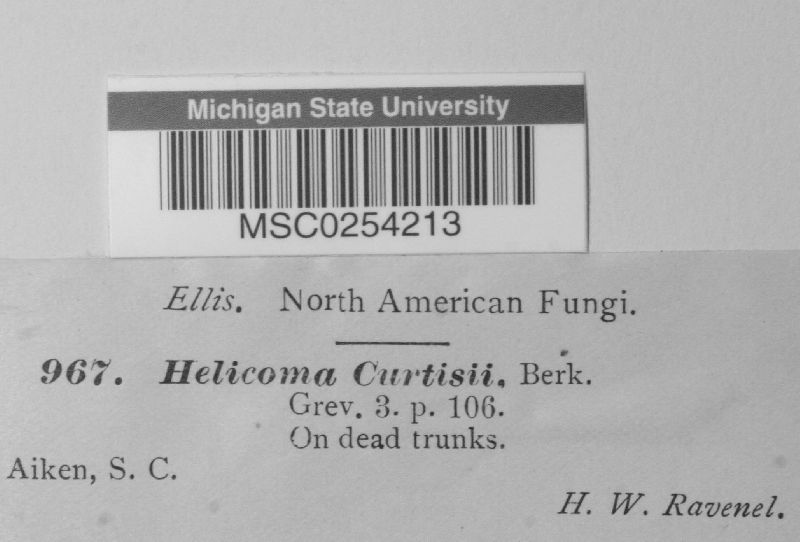 Michigan State University
MSC0254213
Ellis. North American Fungi.
967. Helicoma Curtisii, Berk.
Grev. 3. p. 106.
On dead trunks.
Aiken, S. C.
H. W. Ravenel.